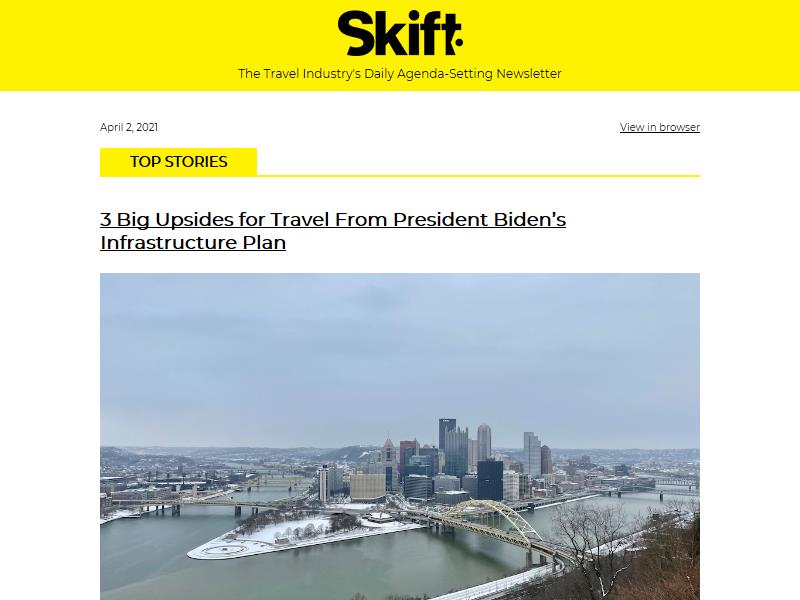 Skift
The Travel Industry's Daily Agenda-Setting Newsletter
April 2, 2021
View in browser
TOP STORIES
3 Big Upsides for Travel From President Biden’s
Infrastructure Plan